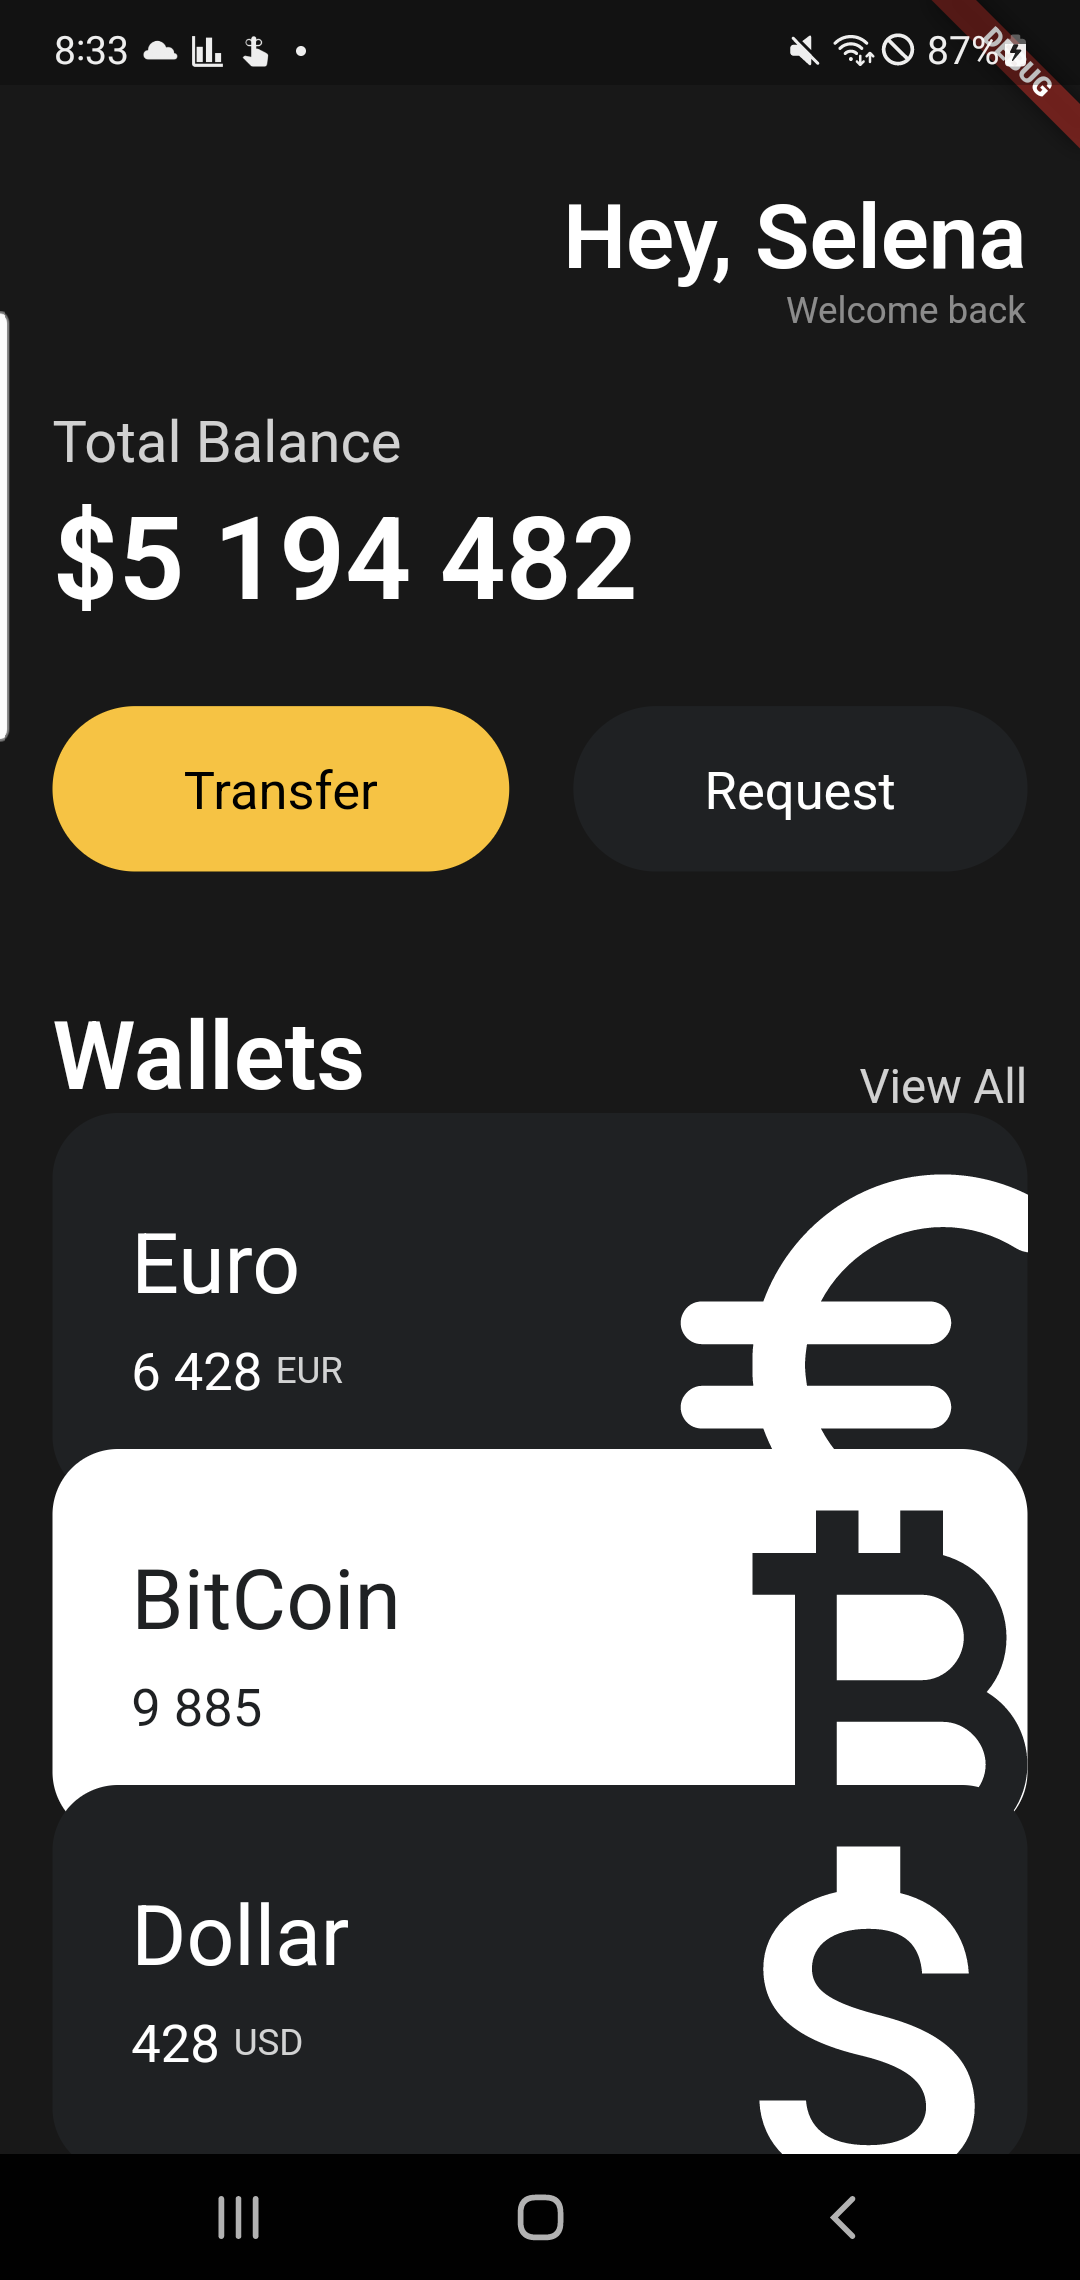 8:33 87%
DEBUG
Hey, Selena
Welcome back
Total Balance
$5 194 482
Transfer Request
Wallets
View All
Euro
6 428 EUR
BitCoin
9 885
Dollar
428 USD